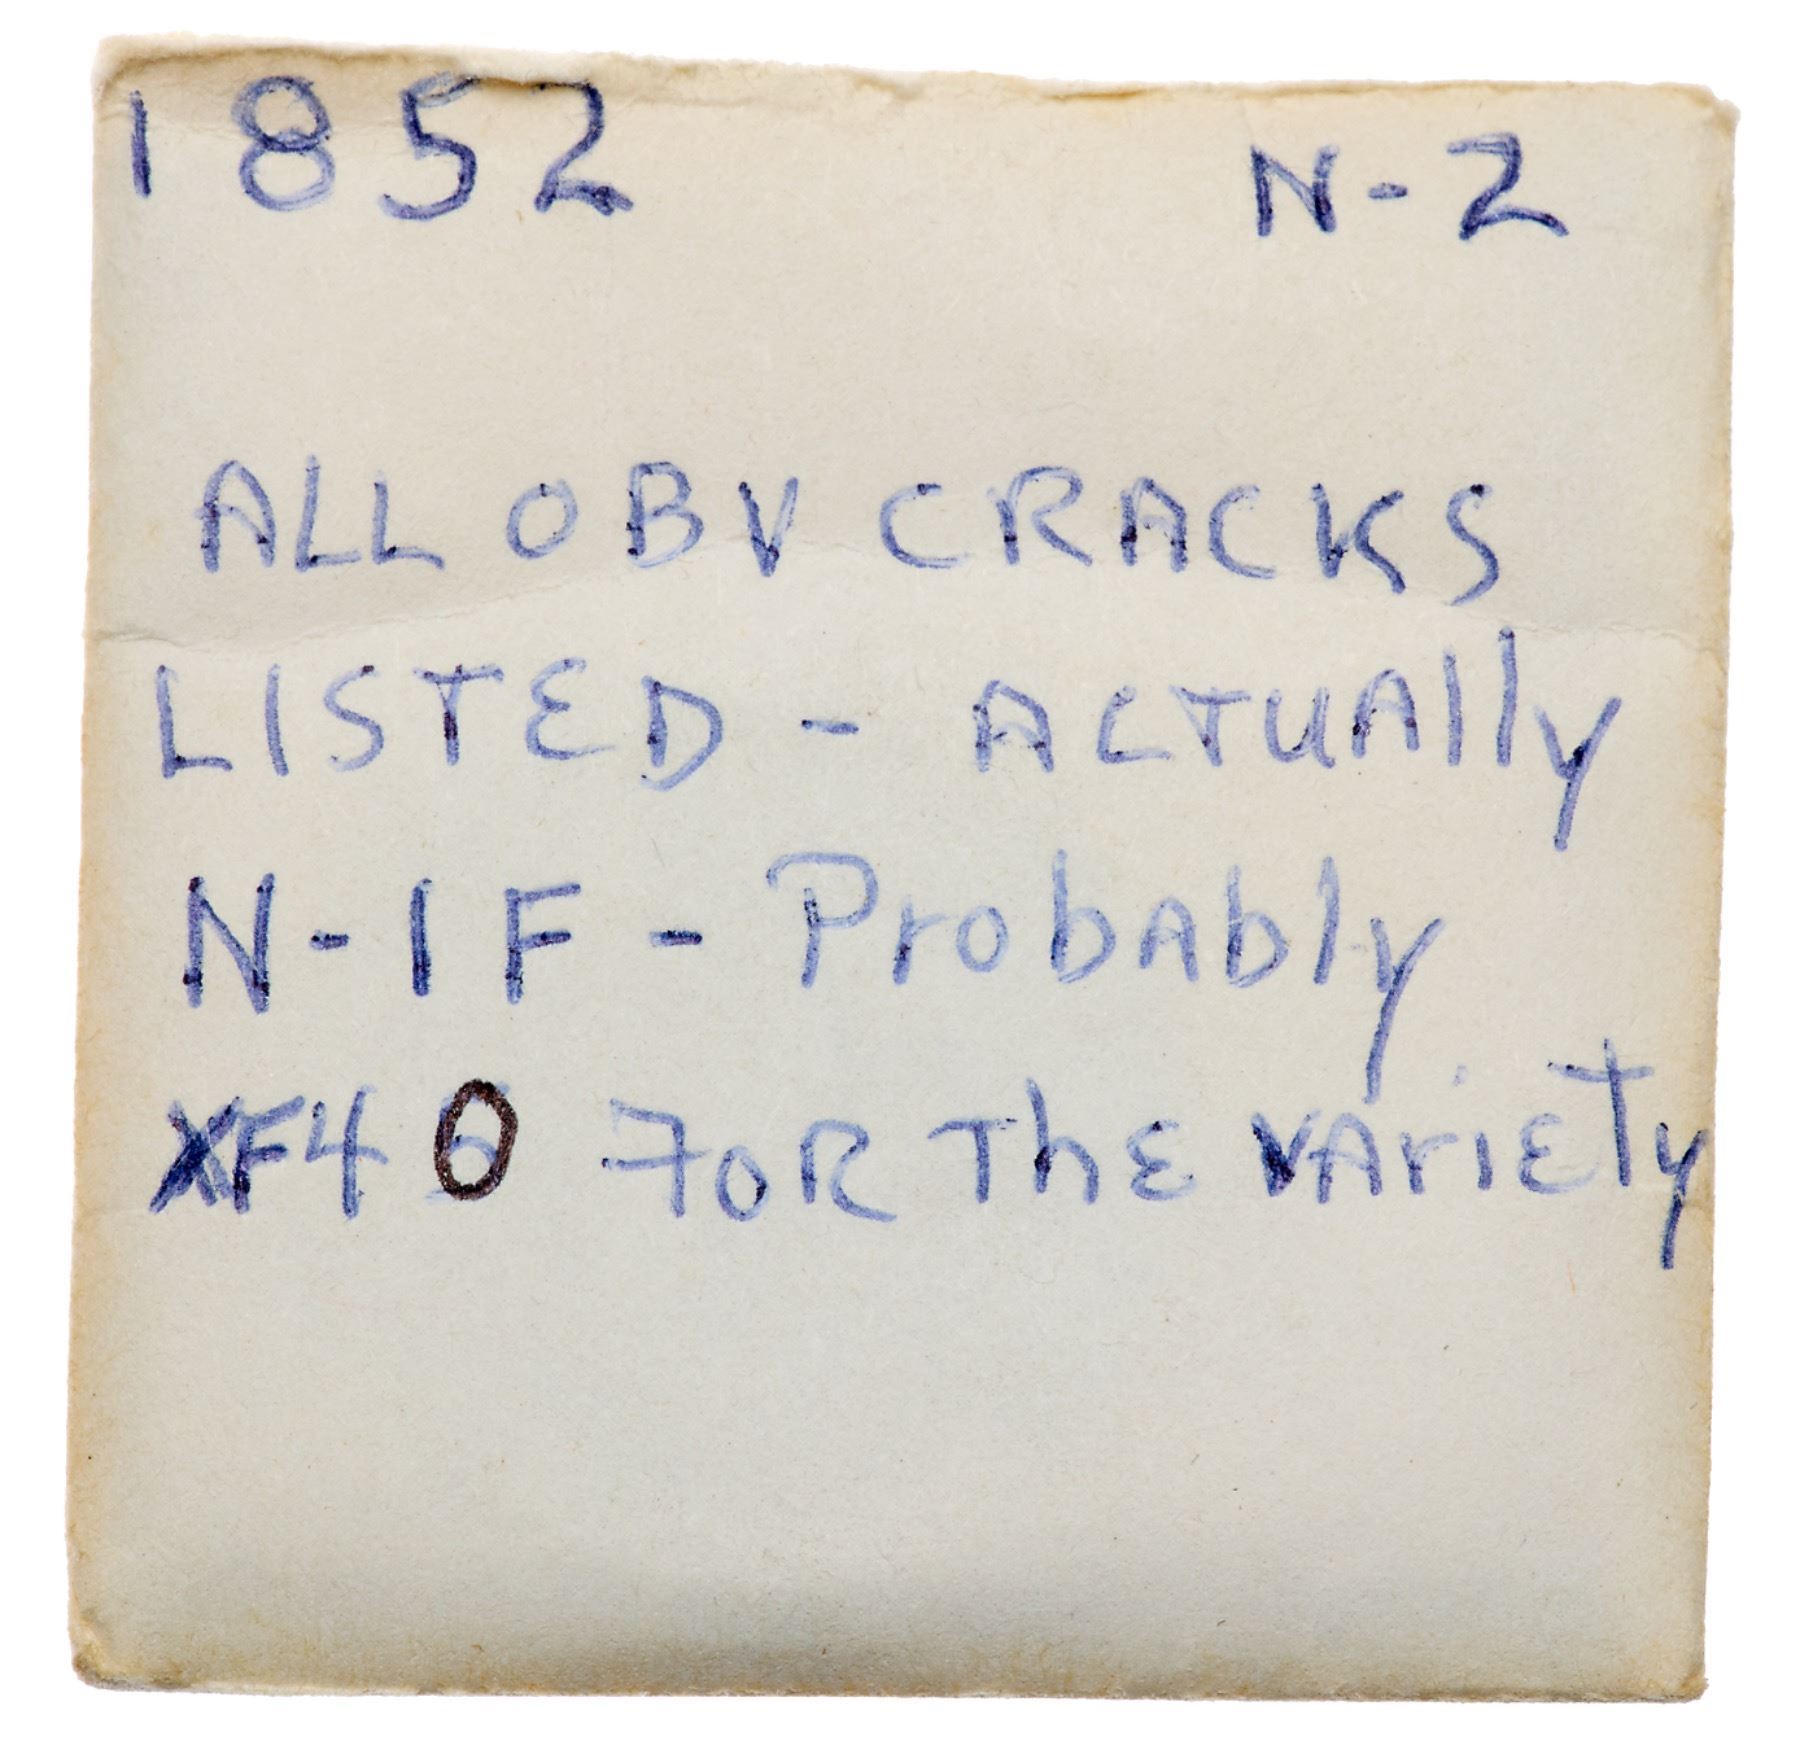 1852 N-2
ALL OBV CRACKS
LISTED - ACTUAlly
N-1F - ProbAbly
XF40 FOR ThE VAriETy